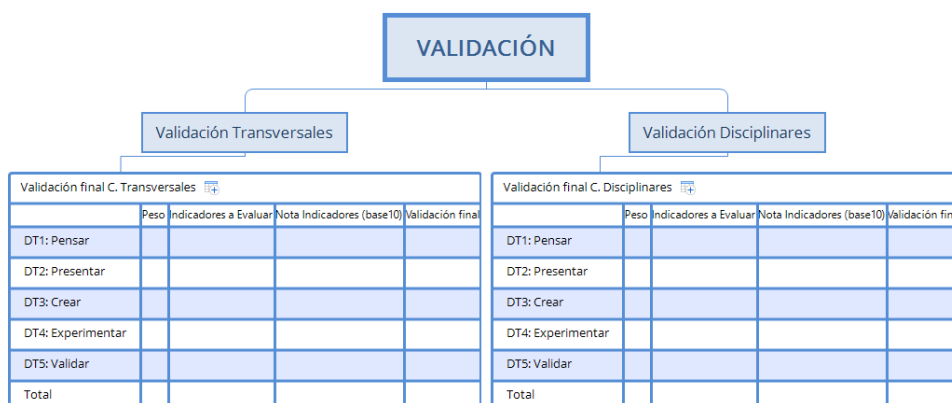 VALIDACIÓN
Validación Transversales
Validación Disciplinares
Validación final C. Transversales
Peso Indicadores a Evaluar Nota Indicadores (base10) Validación final
DT1: Pensar
DT2: Presentar
DT3: Crear
DT4: Experimentar
DT5: Validar
Total
Validación final C. Disciplinares
Peso Indicadores a Evaluar Nota Indicadores (base10) Validación fin
DT1: Pensar
DT2: Presentar
DT3: Crear
DT4: Experimentar
DT5: Validar
Total